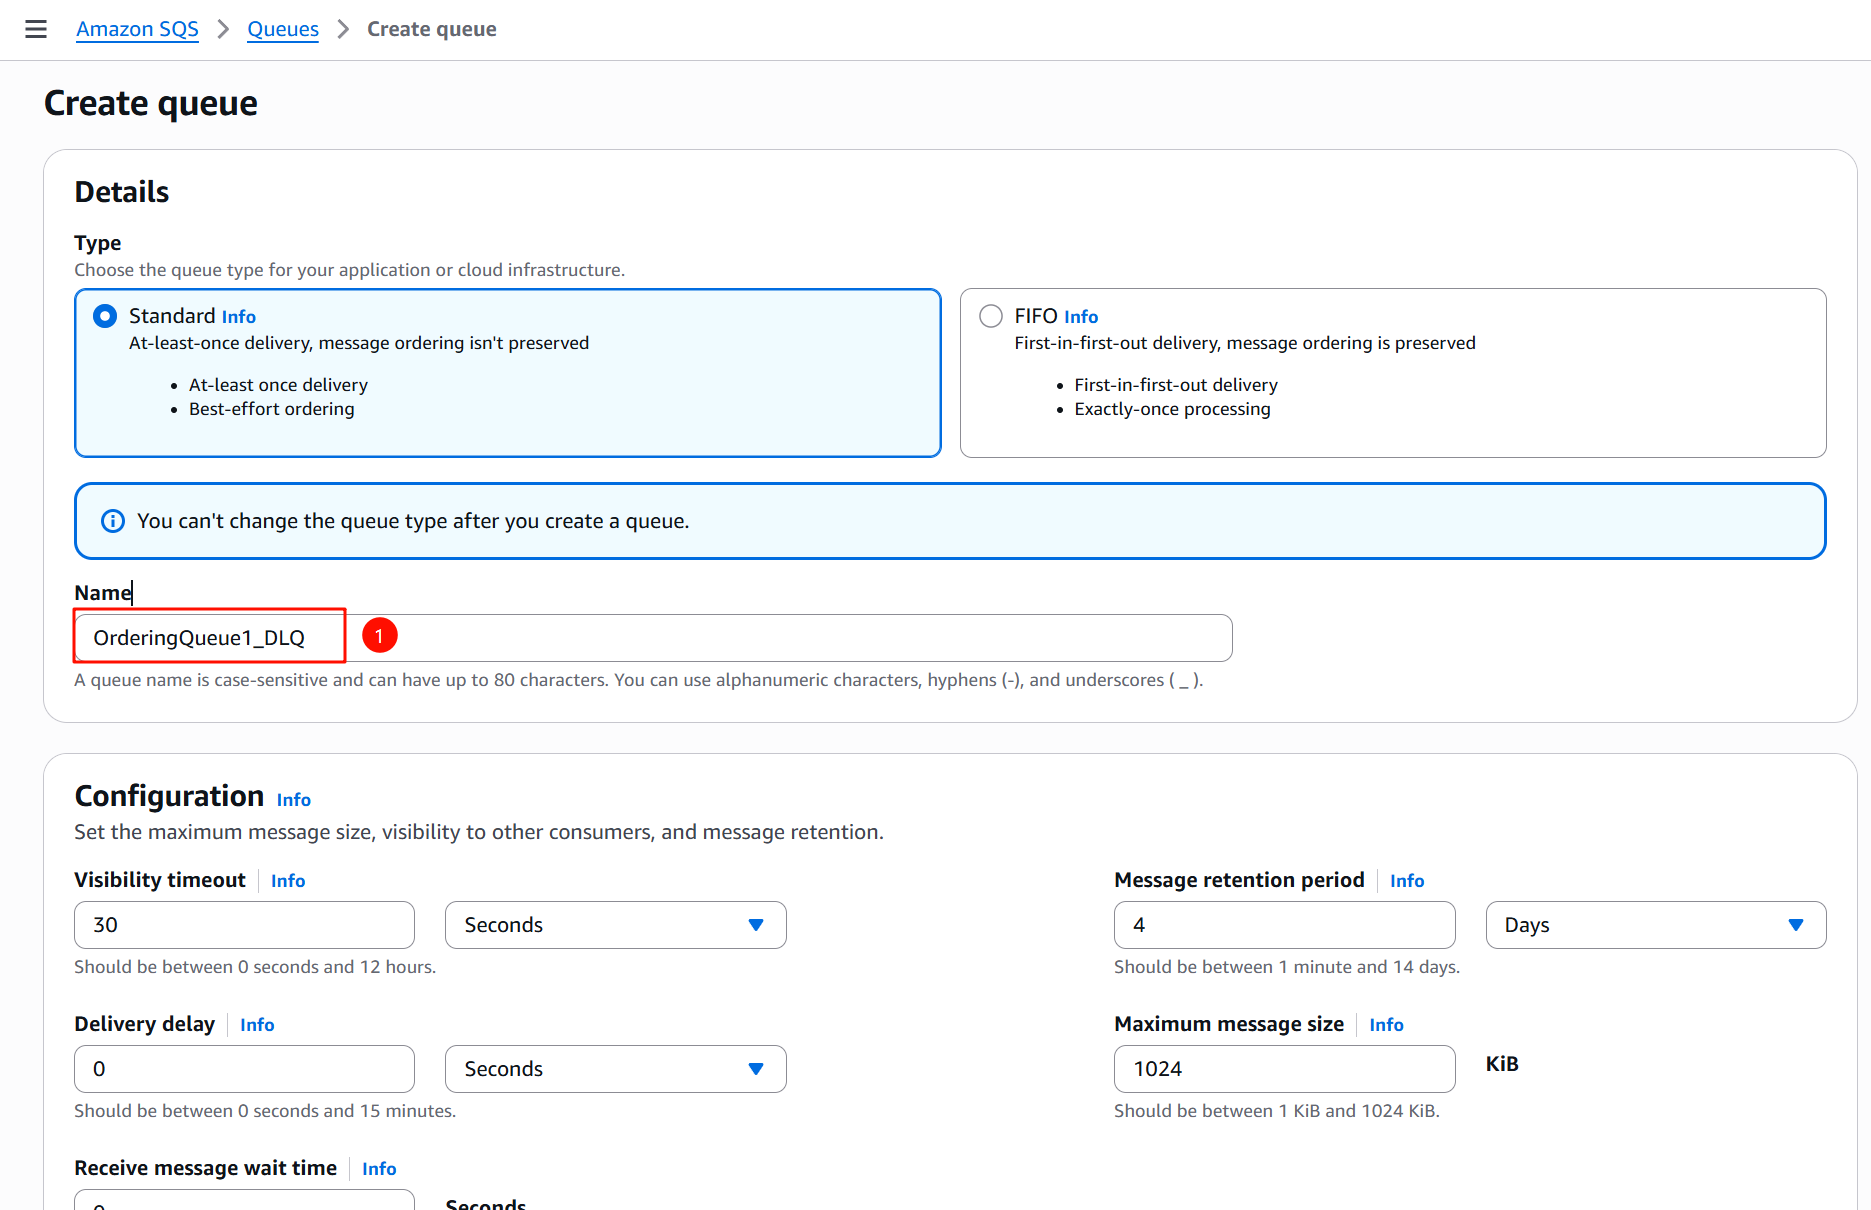 Amazon SQS > Queues > Create queue
Create queue
Details
Type
Choose the queue type for your application or cloud infrastructure.
Standard Info
At-least-once delivery, message ordering isn't preserved
• At-least once delivery
• Best-effort ordering
FIFO Info
First-in-first-out delivery, message ordering is preserved
• First-in-first-out delivery
• Exactly-once processing
You can't change the queue type after you create a queue.
Name
OrderingQueue1_DLQ 1
A queue name is case-sensitive and can have up to 80 characters. You can use alphanumeric characters, hyphens (-), and underscores ( _ ).
Configuration Info
Set the maximum message size, visibility to other consumers, and message retention.
Visibility timeout Info
30 Seconds
Should be between 0 seconds and 12 hours.
Message retention period Info
4 Days
Should be between 1 minute and 14 days.
Delivery delay Info
0 Seconds
Should be between 0 seconds and 15 minutes.
Maximum message size Info
1024 KiB
Should be between 1 KiB and 1024 KiB.
Receive message wait time Info
0 Seconds